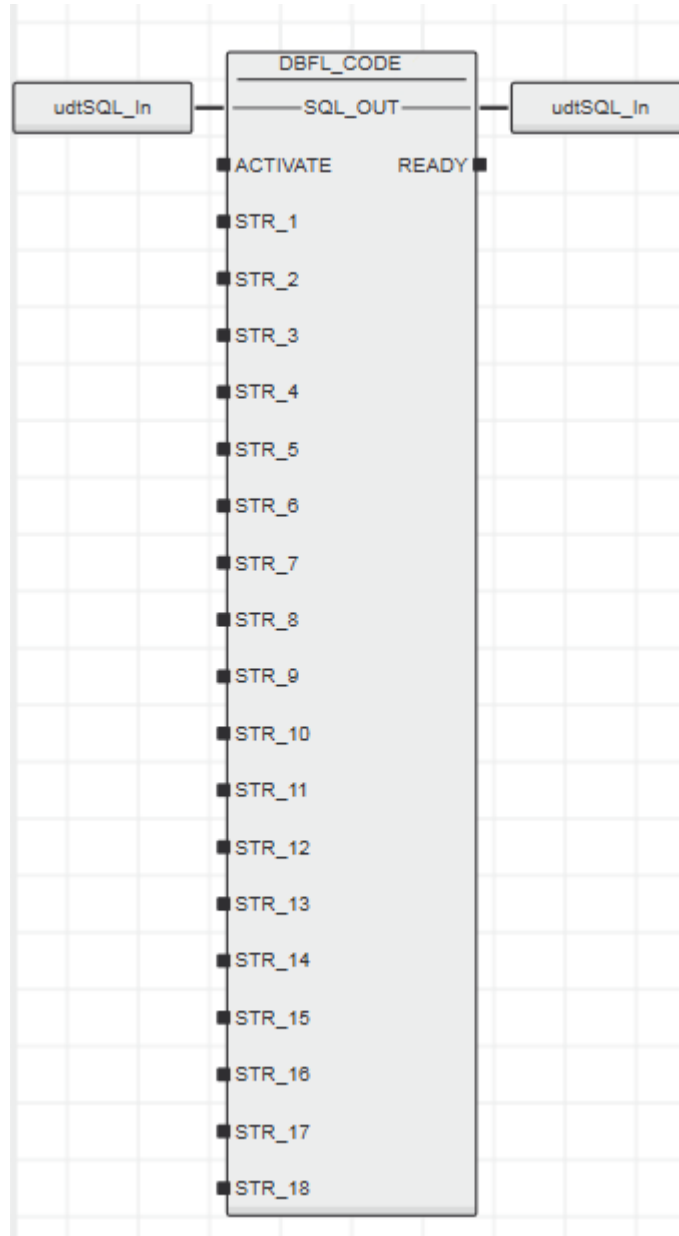 DBFL_CODE
udtSQL_In SQL_OUT udtSQL_In
ACTIVATE READY
STR_1
STR_2
STR_3
STR_4
STR_5
STR_6
STR_7
STR_8
STR_9
STR_10
STR_11
STR_12
STR_13
STR_14
STR_15
STR_16
STR_17
STR_18